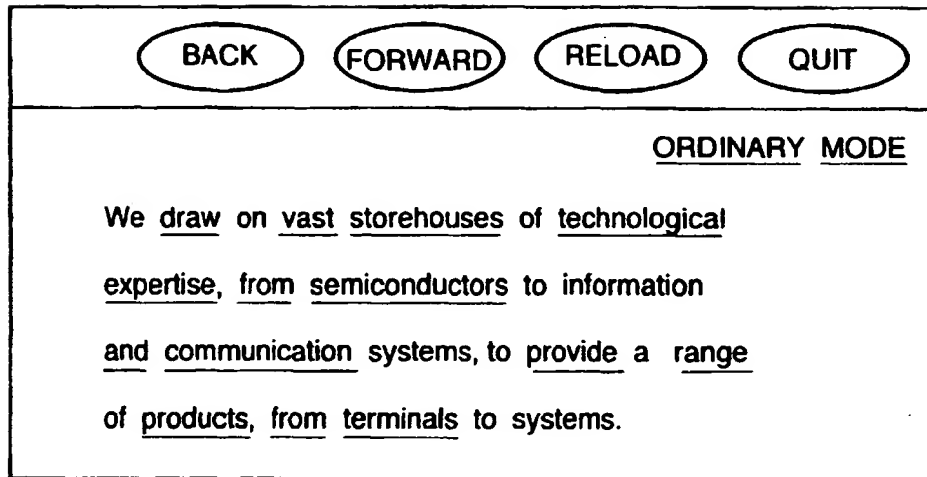 BACK FORWARD RELOAD QUIT
ORDINARY MODE
We draw on vast storehouses of technological
expertise, from semiconductors to information
and communication systems, to provide a range
of products, from terminals to systems.